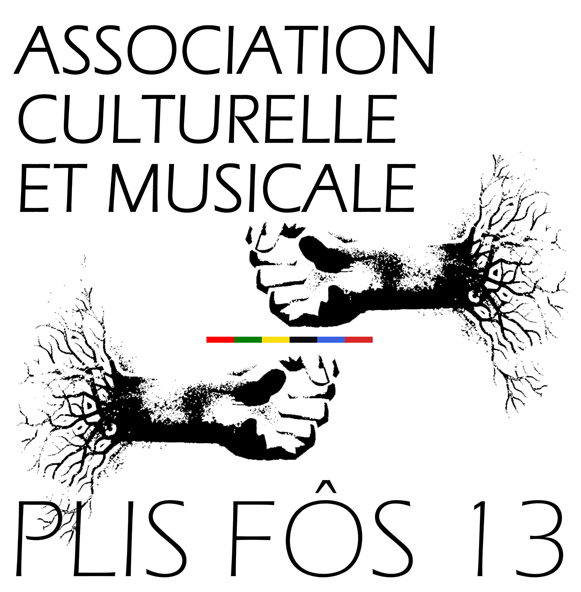 ASSOCIATION
CULTURELLE
ET MUSICALE
PLIS FÔS 13